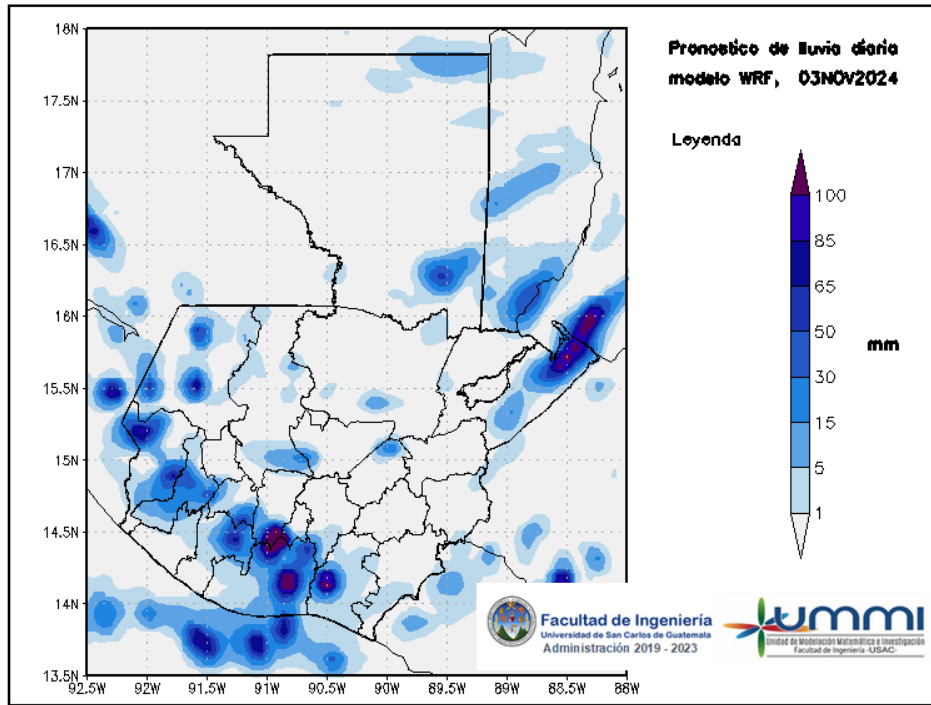 Pronostico de lluvia diaria
modelo WRF, 03NOV2024
Leyenda
100
85
65
50
30
15
5
1
mm
18N
17.5N
17N
16.5N
16N
15.5N
15N
14.5N
14N
13.5N
92.5W
92W
91.5W
91W
90.5W
90W
89.5W
89W
88.5W
88W
Facultad de Ingeniería
Universidad de San Carlos de Guatemala
Administración 2019 - 2023
UMMI
Unidad de Modelación Matemática e Investigación
Facultad de Ingeniería -USAC-